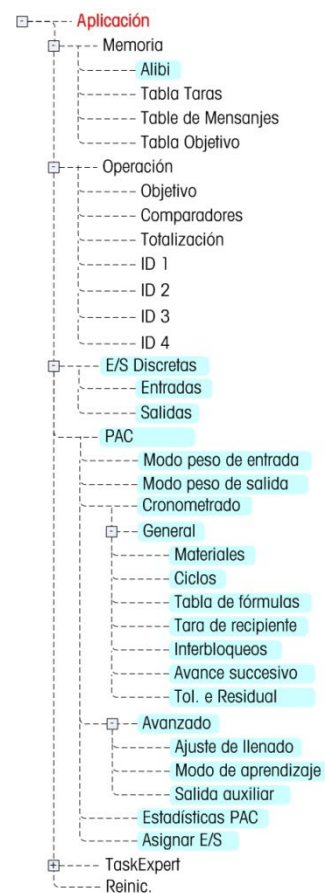 Aplicación
Memoria
Alibi
Tabla Taras
Table de Mensanjes
Tabla Objetivo
Operación
Objetivo
Comparadores
Totalización
ID 1
ID 2
ID 3
ID 4
E/S Discretas
Entradas
Salidas
PAC
Modo peso de entrada
Modo peso de salida
Cronometrado
General
Materiales
Ciclos
Tabla de fórmulas
Tara de recipiente
Interbloqueos
Avance succesivo
Tol. e Residual
Avanzado
Ajuste de llenado
Modo de aprendizaje
Salida auxiliar
Estadísticas PAC
Asignar E/S
TaskExpert
Reinic.